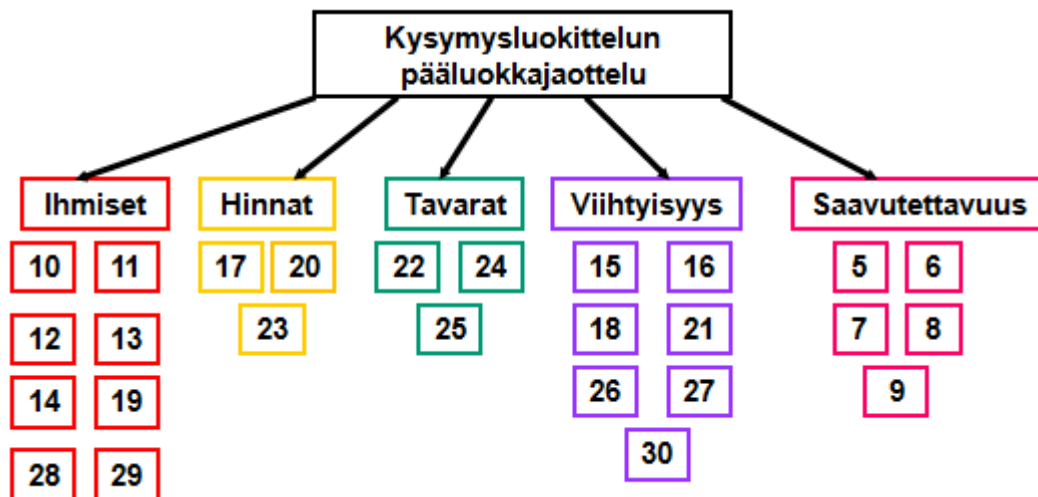 Kysymysluokittelun
pääluokkajaottelu
Ihmiset Hinnat Tavarat Viihtyisyys Saavutettavuus
10 11 17 20 22 24 15 16 5 6
12 13 23 25 18 21 7 8
14 19 26 27 9
28 29 30